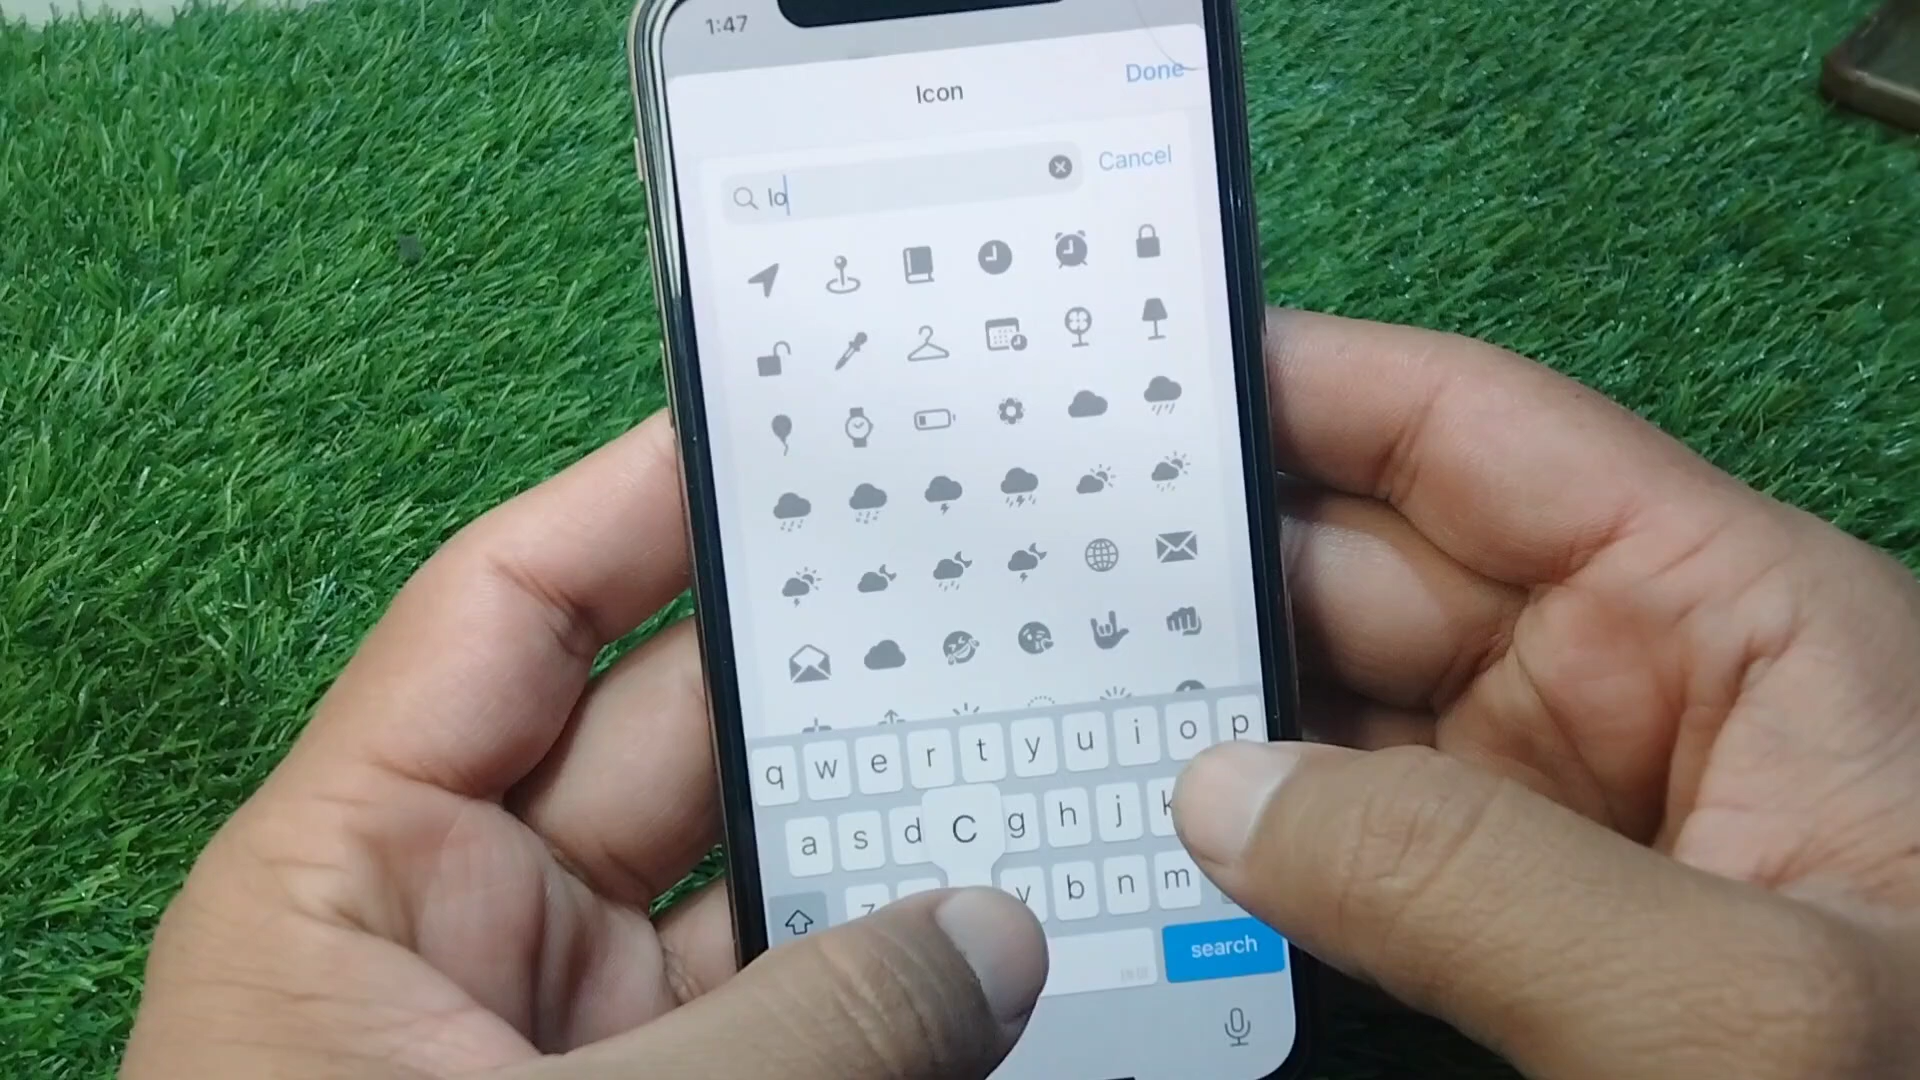 1:47
Icon
Done
lo
Cancel
q w e r t y u i o p
a s d C g h j k
z v b n m
search